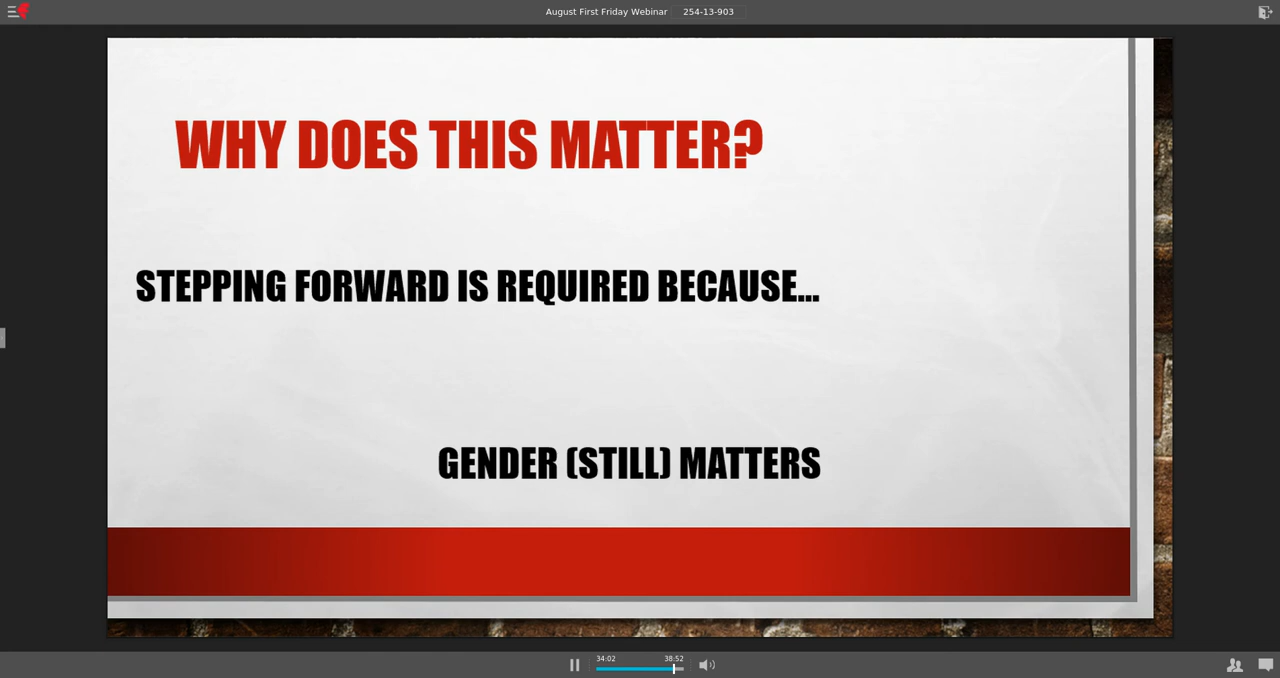 August First Friday Webinar 254-13-903
WHY DOES THIS MATTER?
STEPPING FORWARD IS REQUIRED BECAUSE...
GENDER (STILL) MATTERS
34:02 38:52